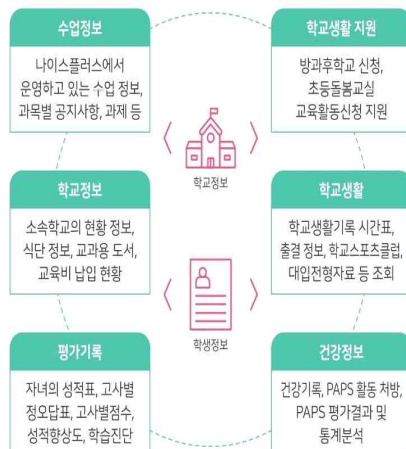 수업정보
나이스플러스에서
운영하고 있는 수업 정보,
과목별 공지사항, 과제 등
학교생활 지원
방과후학교 신청,
초등돌봄교실
교육활동신청 지원
학교정보
학교정보
소속학교의 현황 정보,
식단 정보, 교과용 도서,
교육비 납입 현황
학교생활
학교생활기록 시간표,
출결 정보, 학교스포츠클럽,
대입전형자료 등 조회
학생정보
평가기록
자녀의 성적표, 고사별
정오답표, 고사별점수,
성적향상도, 학습진단
건강정보
건강기록, PAPS 활동 처방,
PAPS 평가결과 및
통계분석